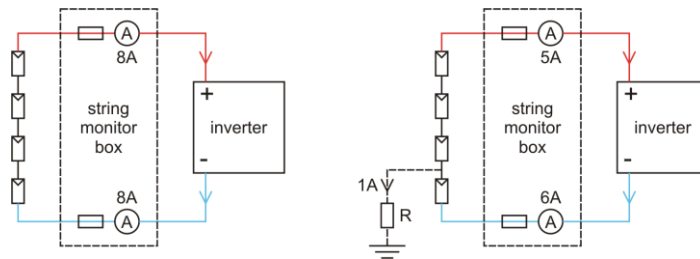 A
8A
string
monitor
box
+
inverter
-
8A
A
A
5A
string
monitor
box
+
inverter
-
1A
R
6A
A